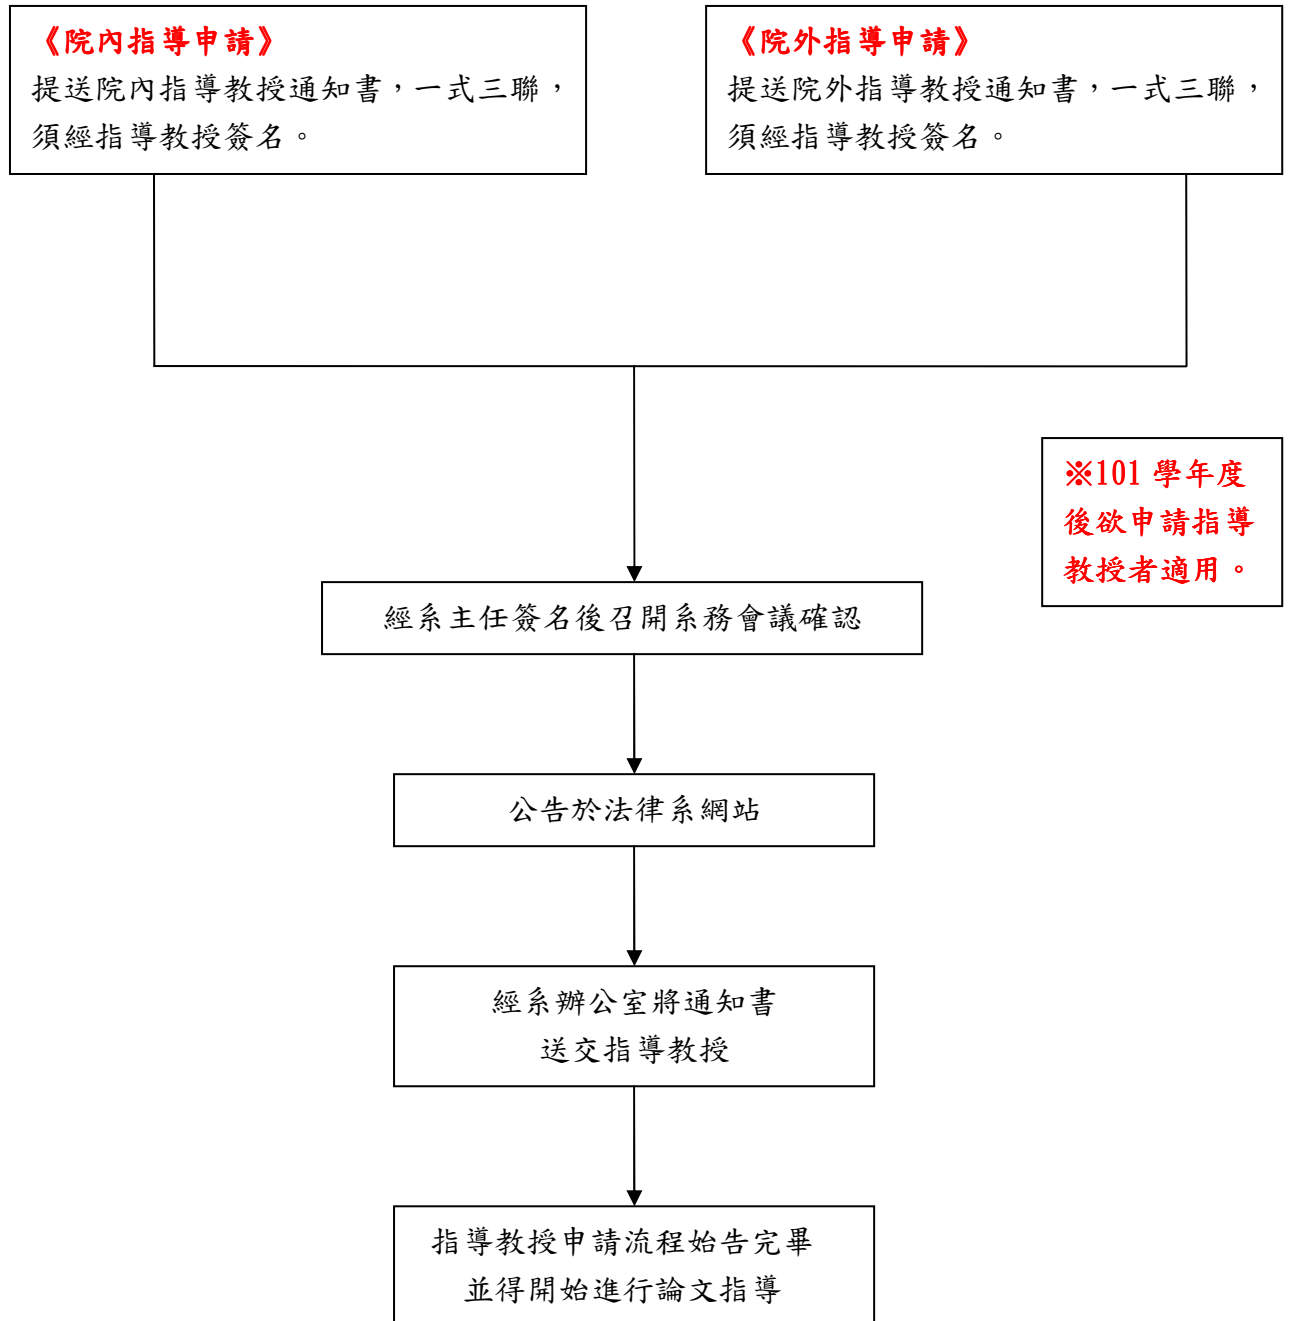 《院內指導申請》
提送院內指導教授通知書，一式三聯，
須經指導教授簽名。
《院外指導申請》
提送院外指導教授通知書，一式三聯，
須經指導教授簽名。
※101 學年度
後欲申請指導
教授者適用。
經系主任簽名後召開系務會議確認
公告於法律系網站
經系辦公室將通知書
送交指導教授
指導教授申請流程始告完畢
並得開始進行論文指導